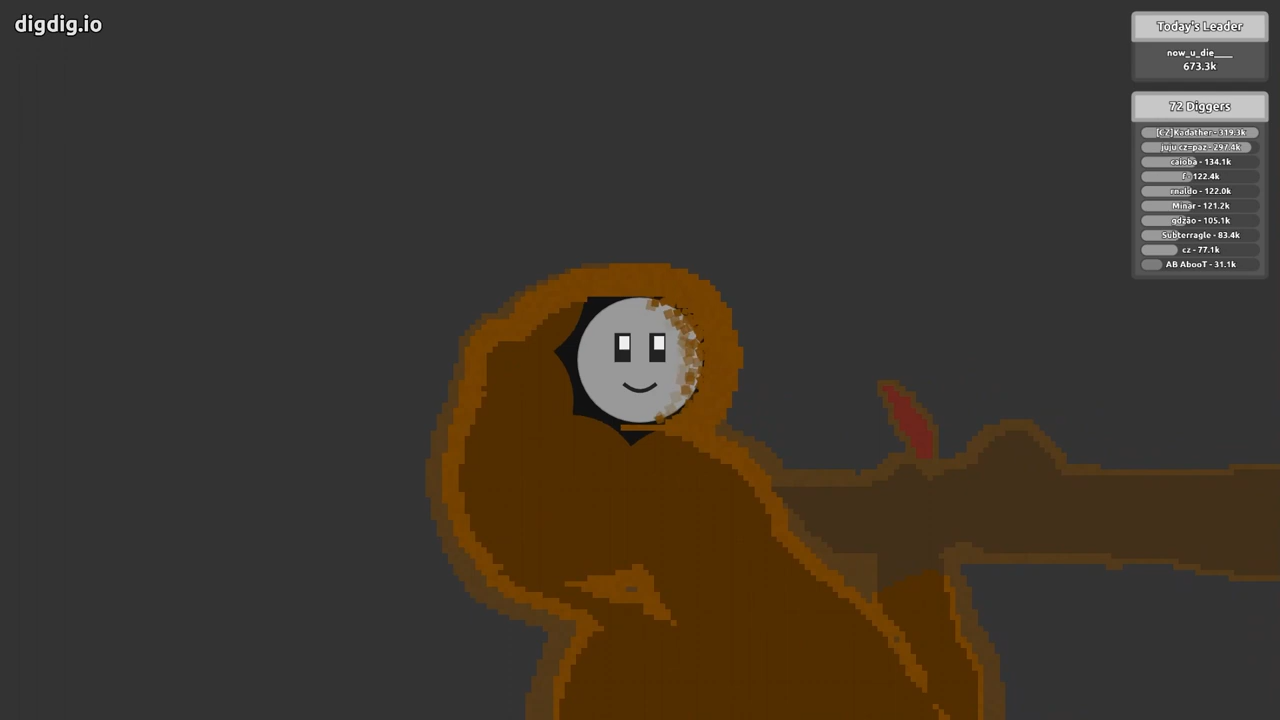 digdig.io
Today's Leader
now_u_die___
673.3k
72 Diggers
[CZ]Kadather - 319.3k
juju cz=paz - 297.4k
caioba - 134.1k
f - 122.4k
rnaldo - 122.0k
Minar - 121.2k
gdzão - 105.1k
Subterragle - 83.4k
cz - 77.1k
AB AbooT - 31.1k